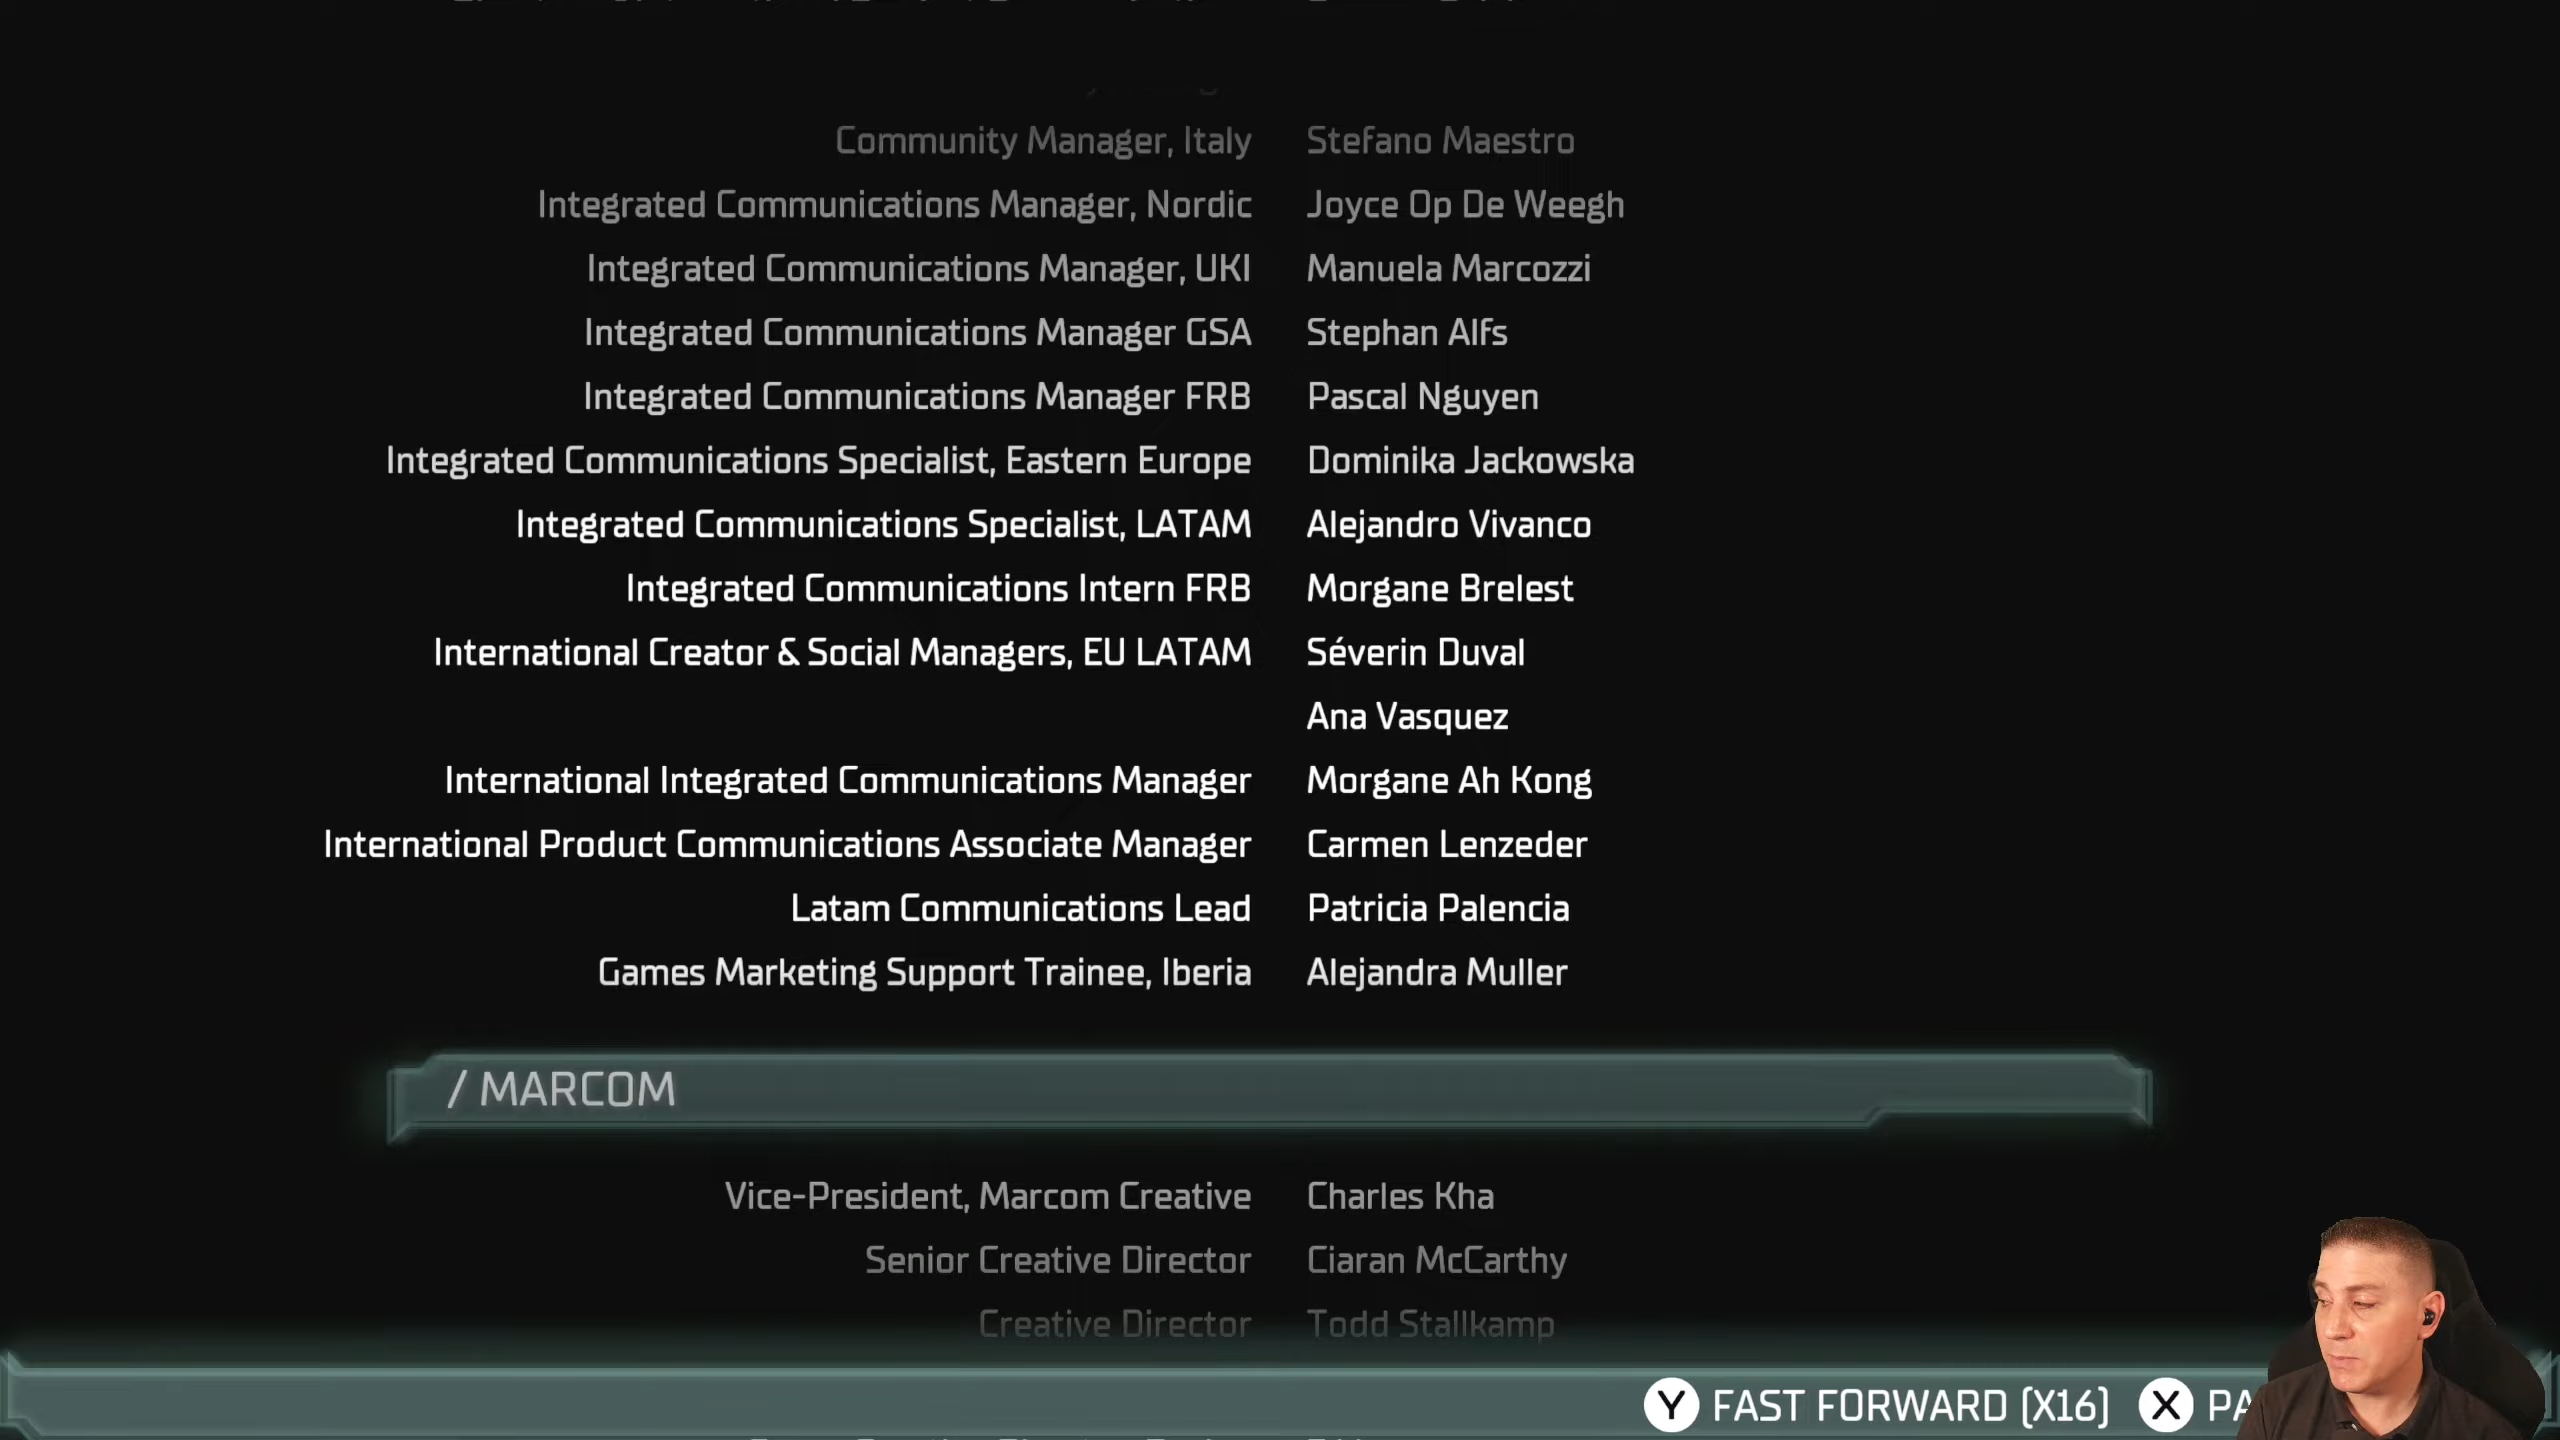 Community Manager, Italy Stefano Maestro
Integrated Communications Manager, Nordic Joyce Op De Weegh
Integrated Communications Manager, UKI Manuela Marcozzi
Integrated Communications Manager GSA Stephan Alfs
Integrated Communications Manager FRB Pascal Nguyen
Integrated Communications Specialist, Eastern Europe Dominika Jackowska
Integrated Communications Specialist, LATAM Alejandro Vivanco
Integrated Communications Intern FRB Morgane Brelest
International Creator & Social Managers, EU LATAM Séverin Duval
Ana Vasquez
International Integrated Communications Manager Morgane Ah Kong
International Product Communications Associate Manager Carmen Lenzeder
Latam Communications Lead Patricia Palencia
Games Marketing Support Trainee, Iberia Alejandra Muller
/ MARCOM
Vice-President, Marcom Creative Charles Kha
Senior Creative Director Ciaran McCarthy
Creative Director Todd Stallkamp
Y FAST FORWARD (X16) X